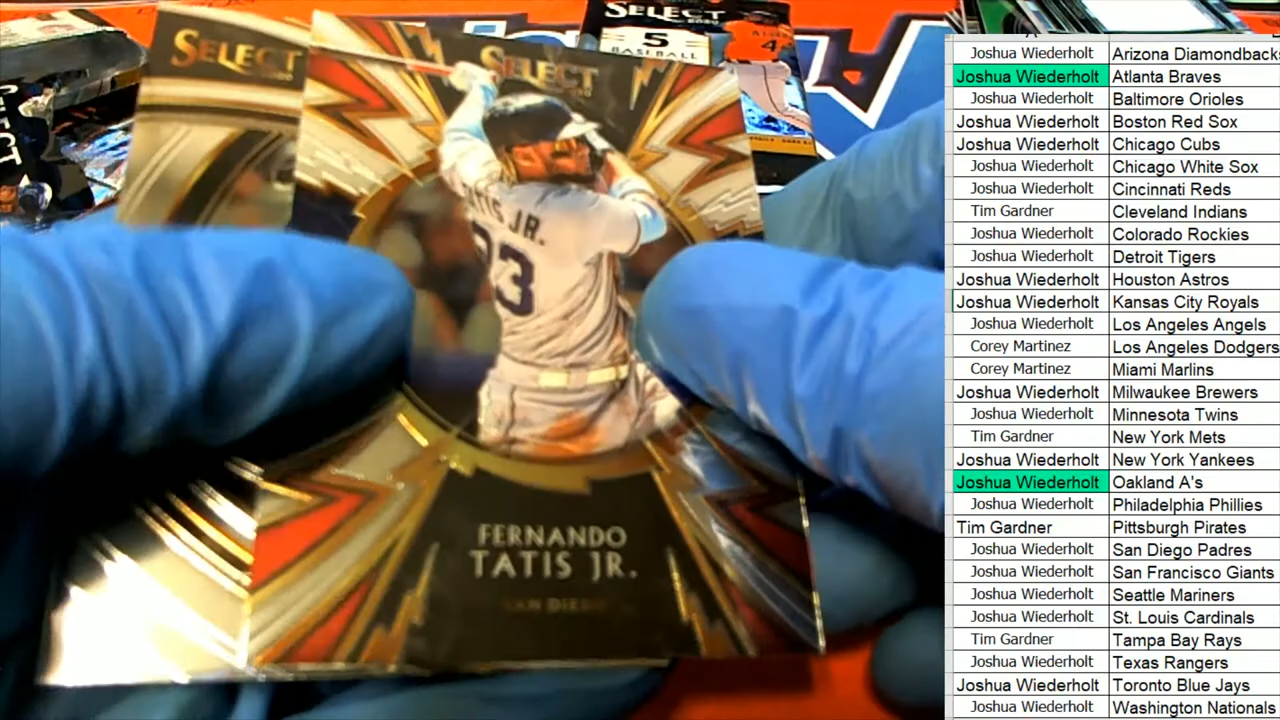 SELECT
SELECT
2020
SELECT
2020
5
BASEBALL
4
TATIS JR.
23
FERNANDO
TATIS JR.
SAN DIEGO
Joshua Wiederholt Arizona Diamondbacks
Joshua Wiederholt Atlanta Braves
Joshua Wiederholt Baltimore Orioles
Joshua Wiederholt Boston Red Sox
Joshua Wiederholt Chicago Cubs
Joshua Wiederholt Chicago White Sox
Joshua Wiederholt Cincinnati Reds
Tim Gardner Cleveland Indians
Joshua Wiederholt Colorado Rockies
Joshua Wiederholt Detroit Tigers
Joshua Wiederholt Houston Astros
Joshua Wiederholt Kansas City Royals
Joshua Wiederholt Los Angeles Angels
Corey Martinez Los Angeles Dodgers
Corey Martinez Miami Marlins
Joshua Wiederholt Milwaukee Brewers
Joshua Wiederholt Minnesota Twins
Tim Gardner New York Mets
Joshua Wiederholt New York Yankees
Joshua Wiederholt Oakland A's
Joshua Wiederholt Philadelphia Phillies
Tim Gardner Pittsburgh Pirates
Joshua Wiederholt San Diego Padres
Joshua Wiederholt San Francisco Giants
Joshua Wiederholt Seattle Mariners
Joshua Wiederholt St. Louis Cardinals
Tim Gardner Tampa Bay Rays
Joshua Wiederholt Texas Rangers
Joshua Wiederholt Toronto Blue Jays
Joshua Wiederholt Washington Nationals